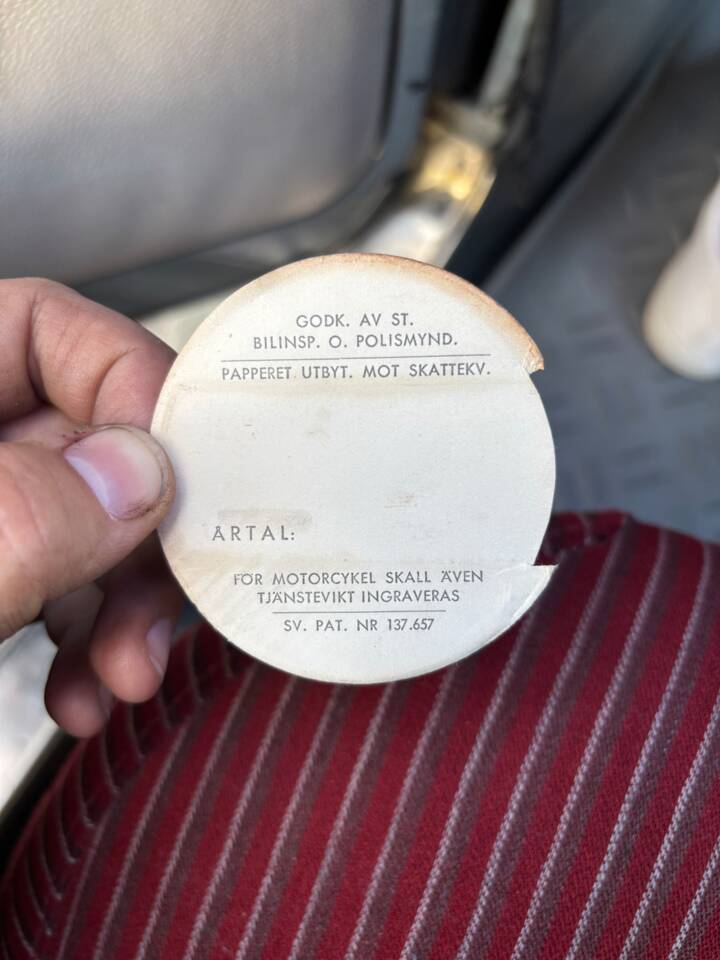 GODK. AV ST.
BILINSP. O. POLISMYND.
PAPPERET UTBYT. MOT SKATTEKV.
ÅRTAL:
FÖR MOTORCYKEL SKALL ÄVEN
TJÄNSTEVIKT INGRAVERAS
SV. PAT. NR 137.657